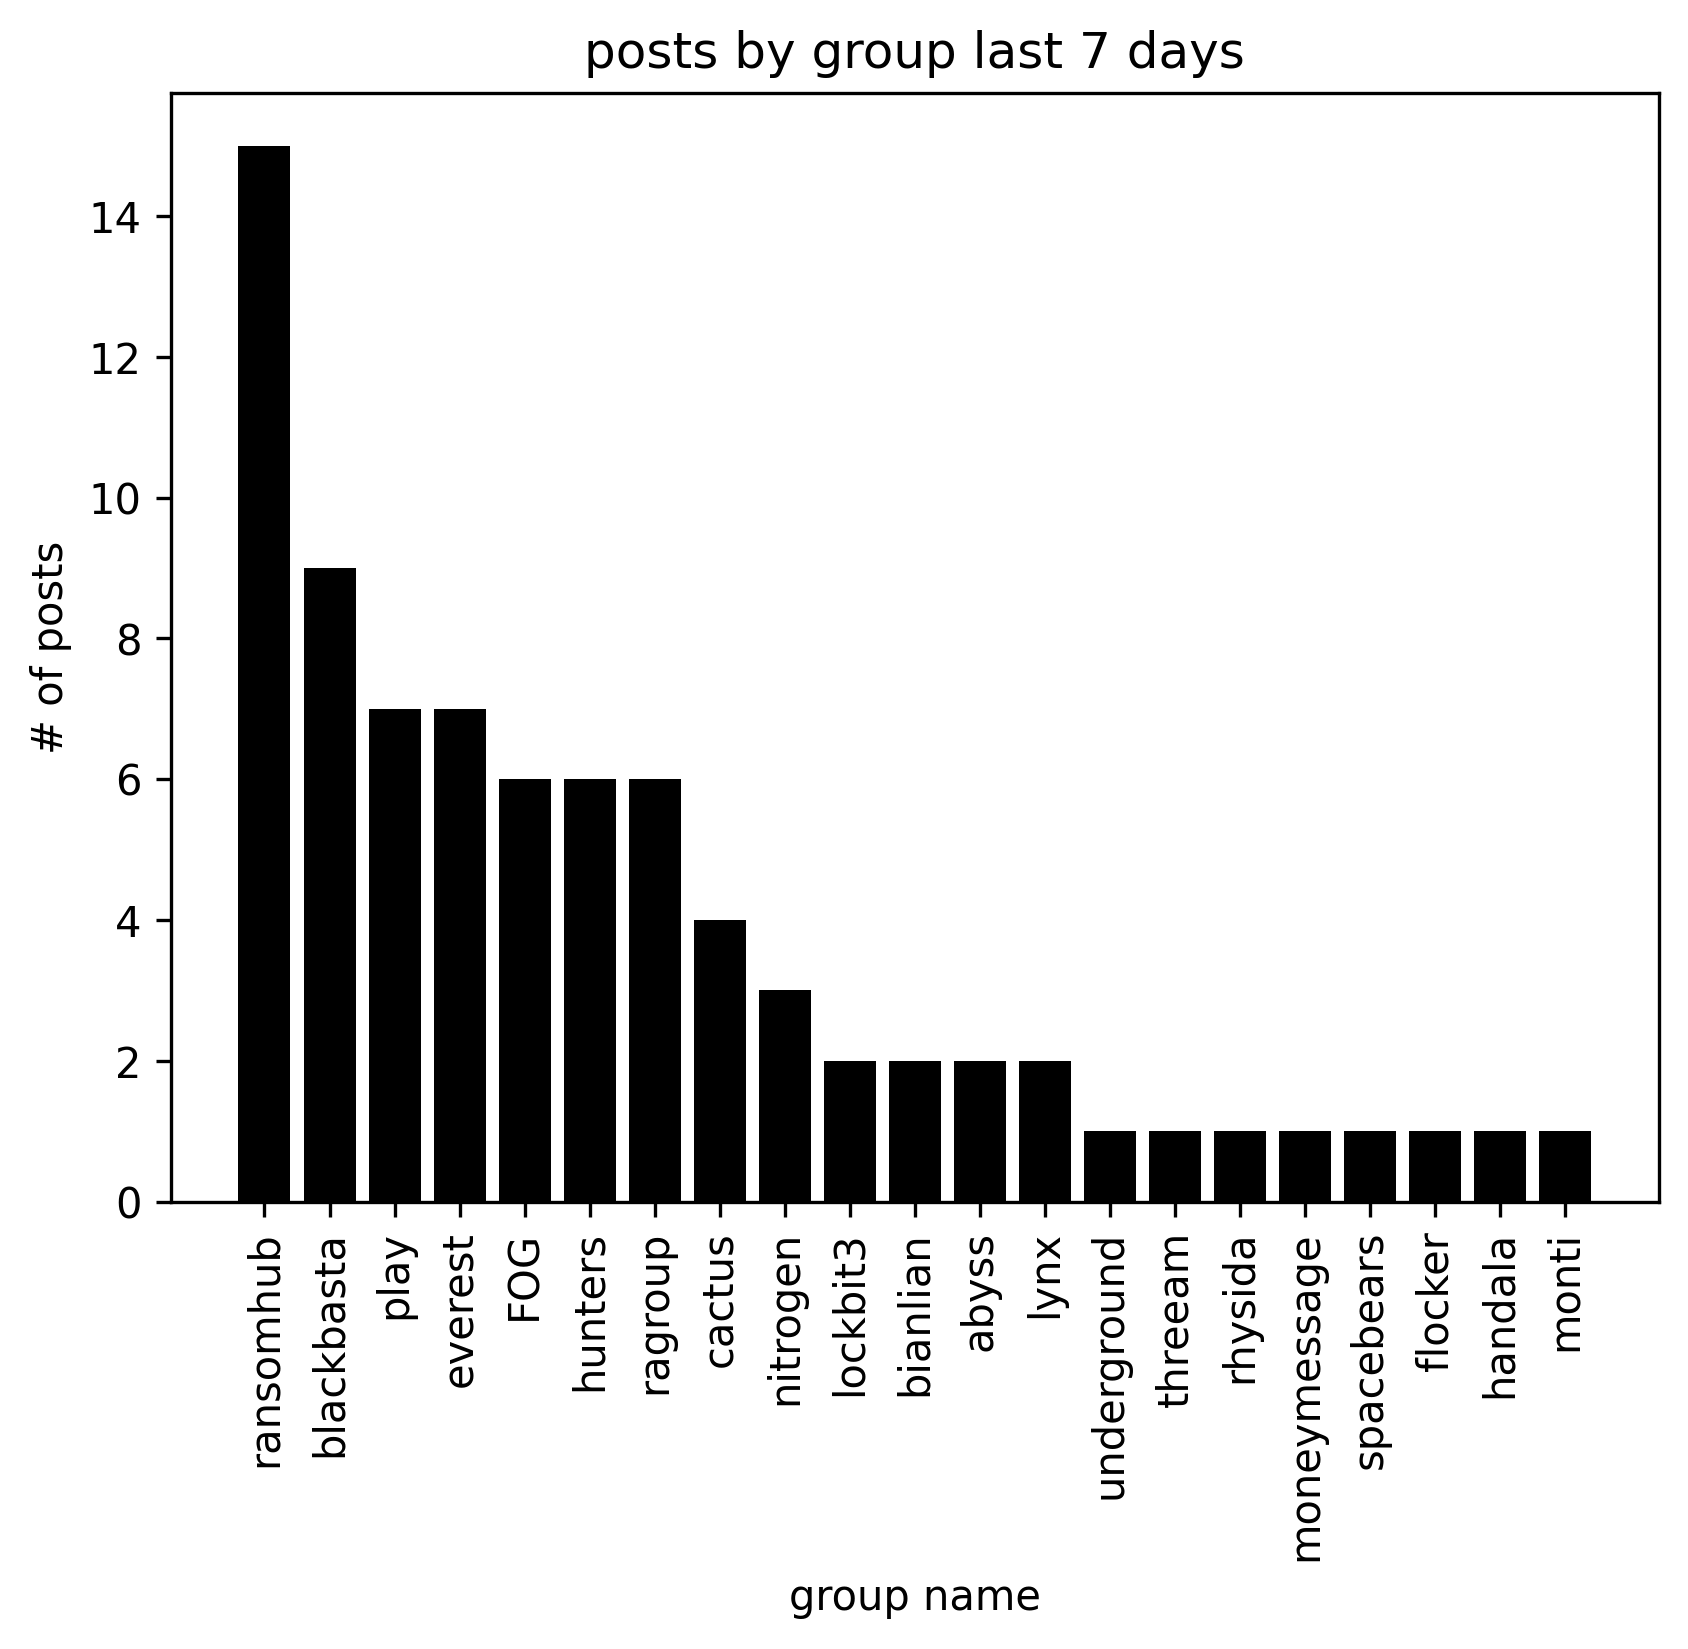 posts by group last 7 days
# of posts
14
12
10
8
6
4
2
0
ransomhub
blackbasta
play
everest
FOG
hunters
ragroup
cactus
nitrogen
lockbit3
bianlian
abyss
lynx
underground
threeam
rhysida
moneymessage
spacebears
flocker
handala
monti
group name